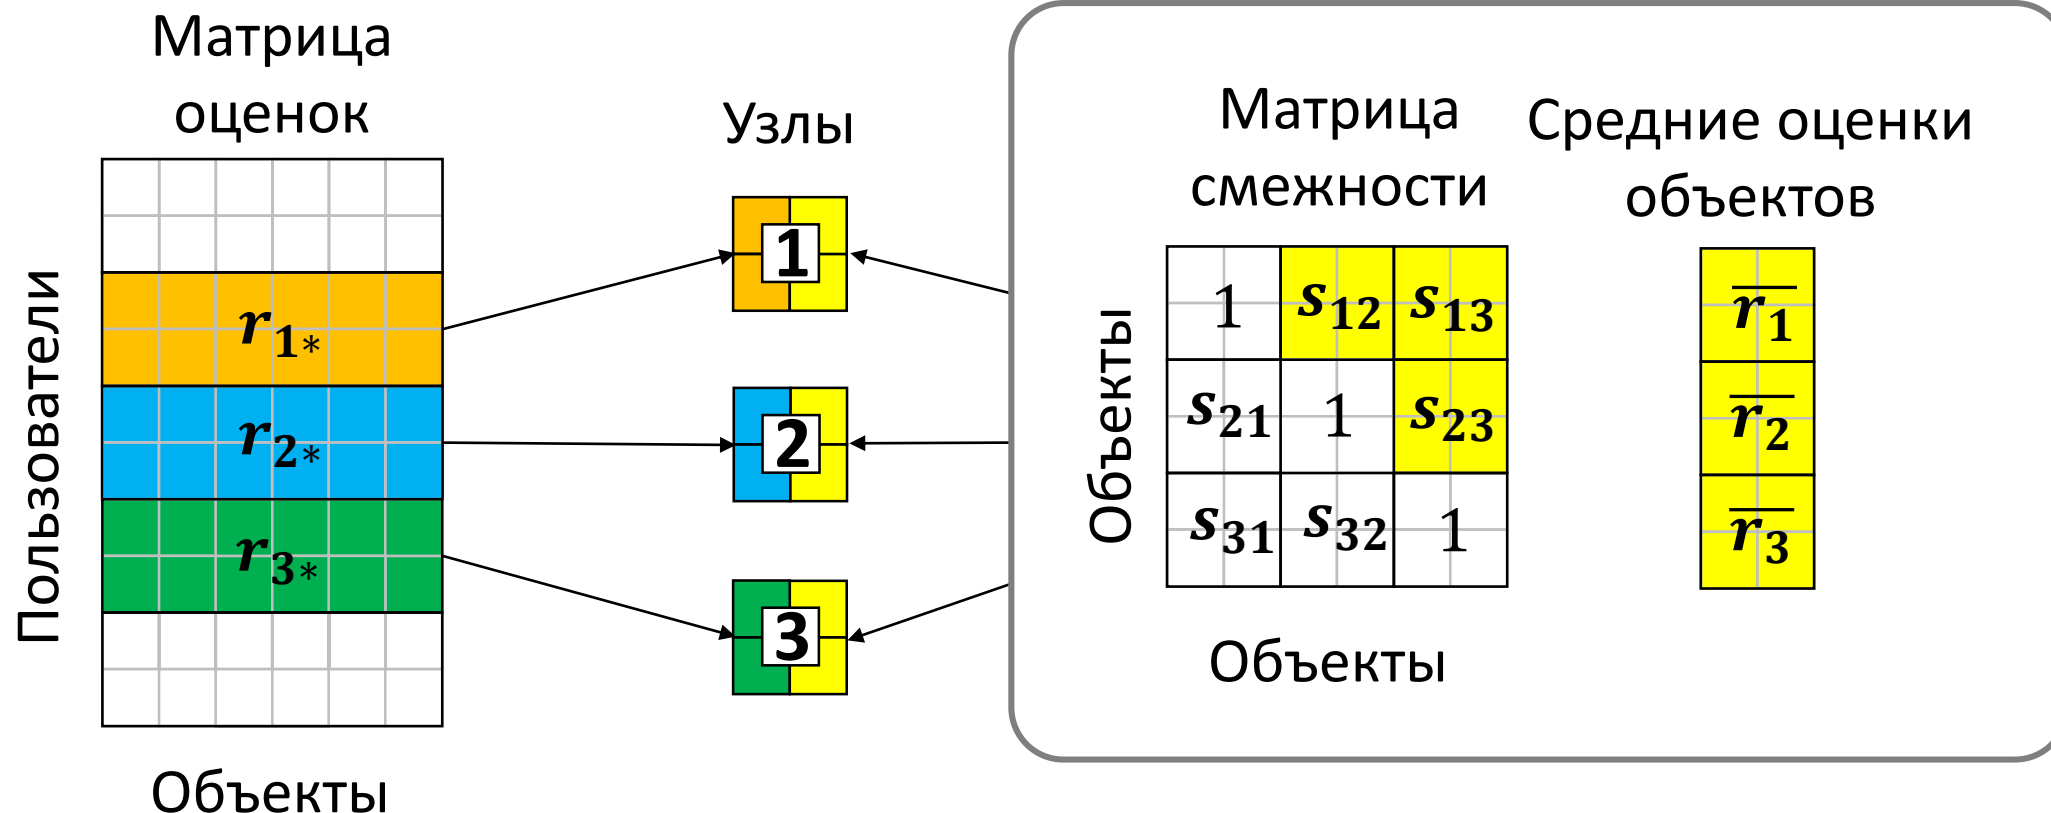 Матрица
оценок
Пользователи
r1*
r2*
r3*
Объекты
Узлы
1
2
3
Матрица
смежности
Объекты
1 s12 s13
s21 1 s23
s31 s32 1
Объекты
Средние оценки
объектов
r̅1
r̅2
r̅3